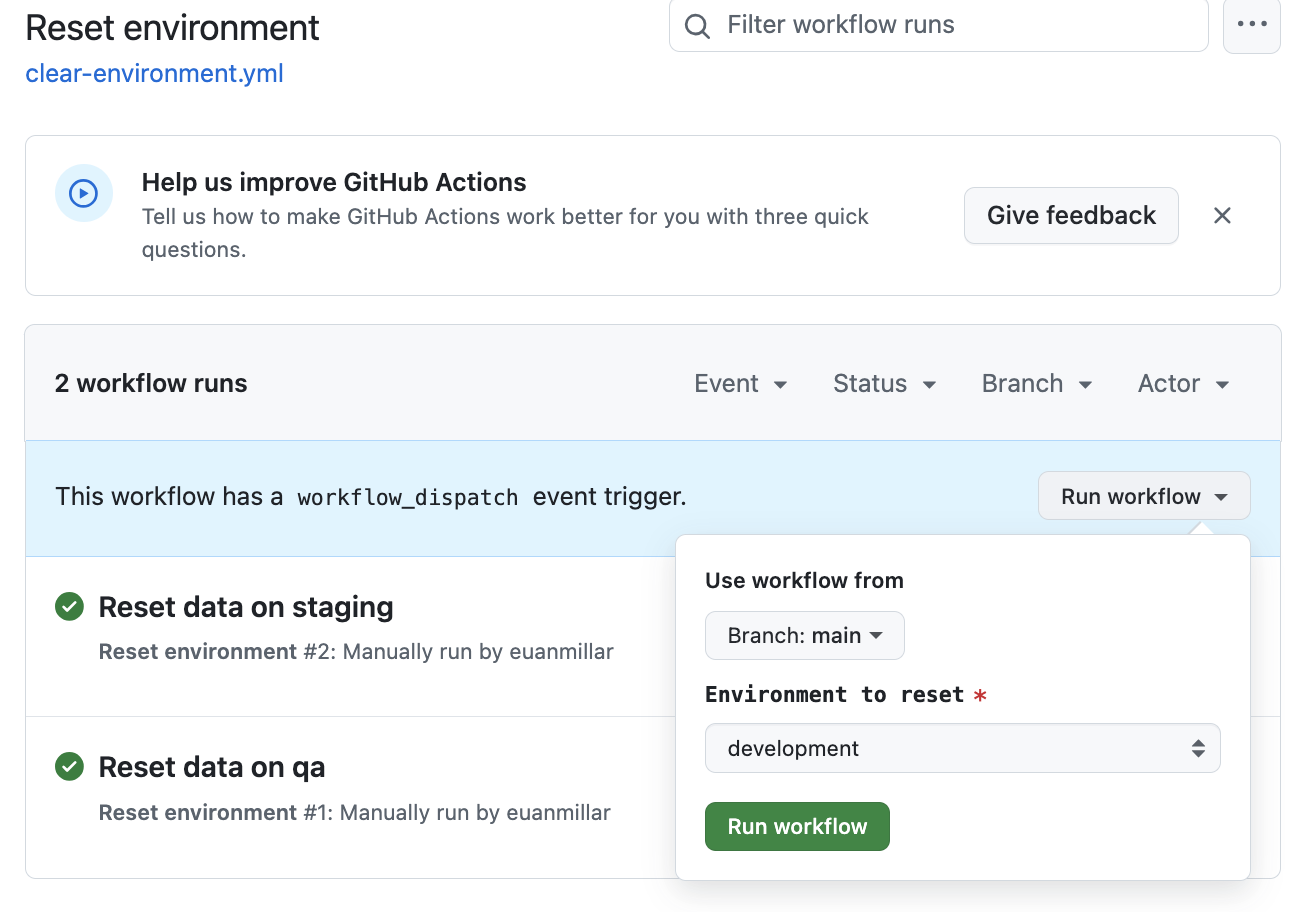 Reset environment
Filter workflow runs
clear-environment.yml
Help us improve GitHub Actions
Tell us how to make GitHub Actions work better for you with three quick
questions.
Give feedback
2 workflow runs
Event
Status
Branch
Actor
This workflow has a workflow_dispatch event trigger.
Run workflow
Use workflow from
Branch: main
Environment to reset *
development
Run workflow
Reset data on staging
Reset environment #2: Manually run by euanmillar
Reset data on qa
Reset environment #1: Manually run by euanmillar